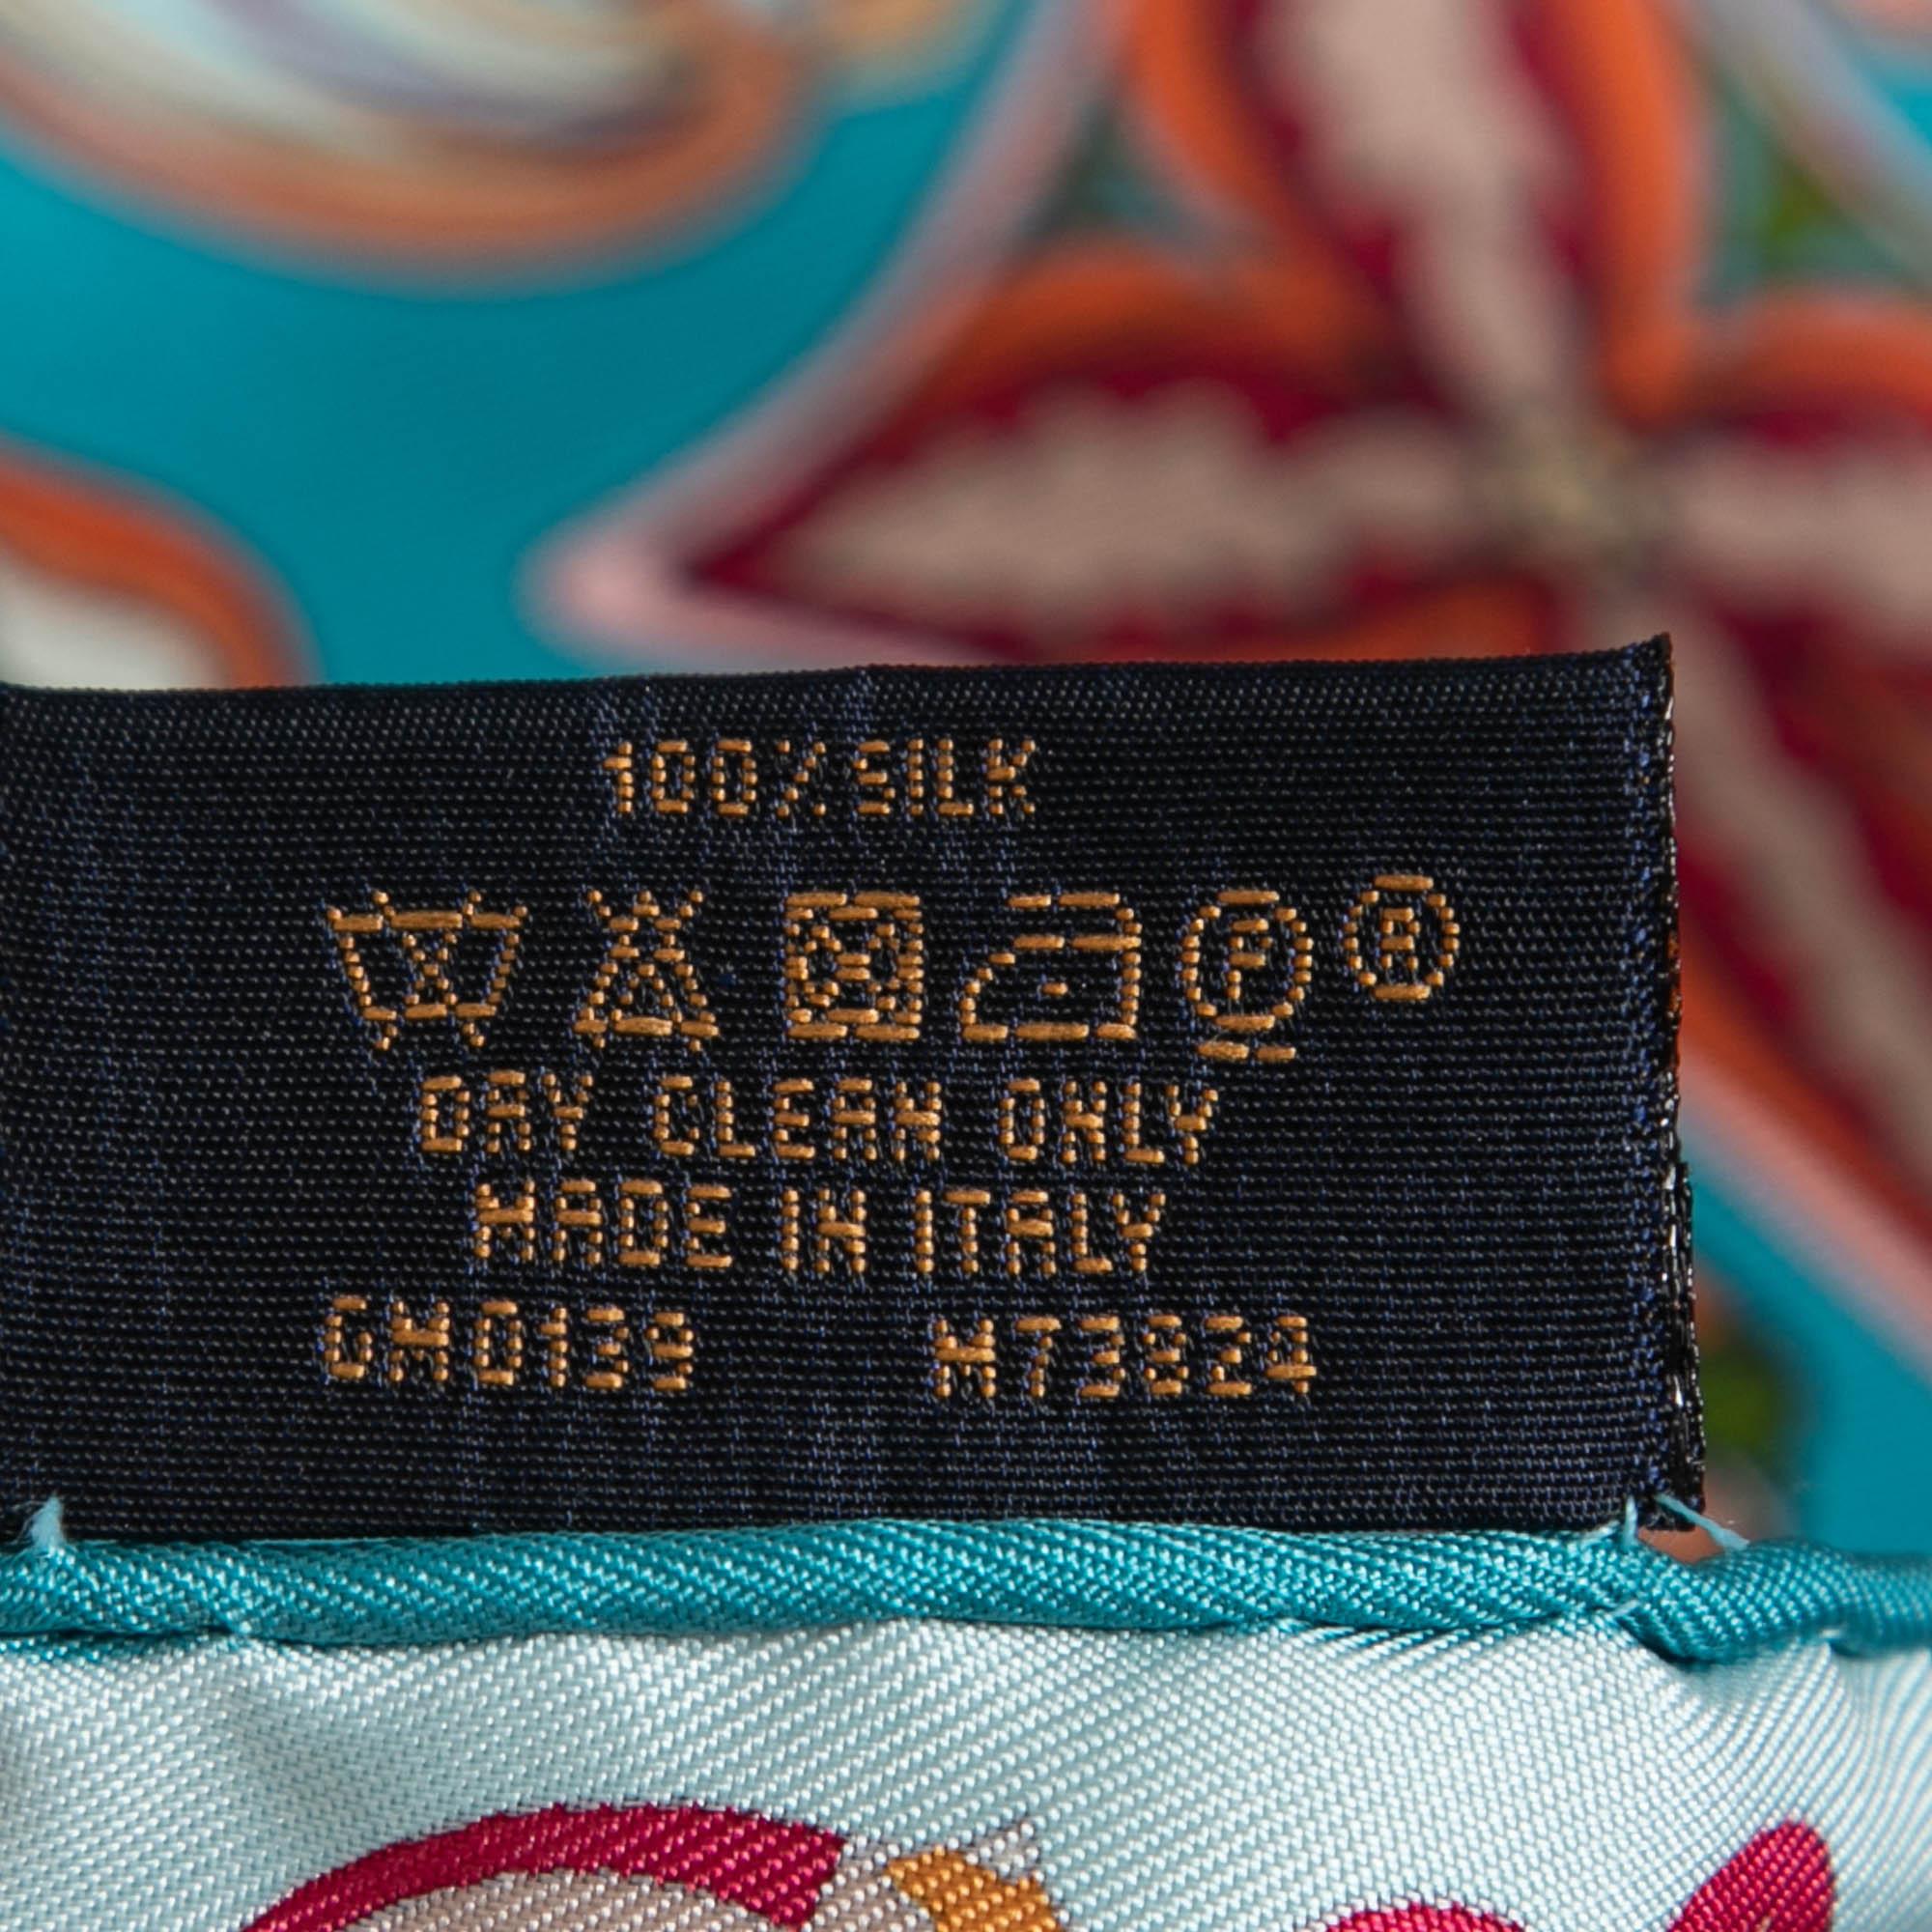 100% SILK
P R
DRY CLEAN ONLY
MADE IN ITALY
GM0139 M73824